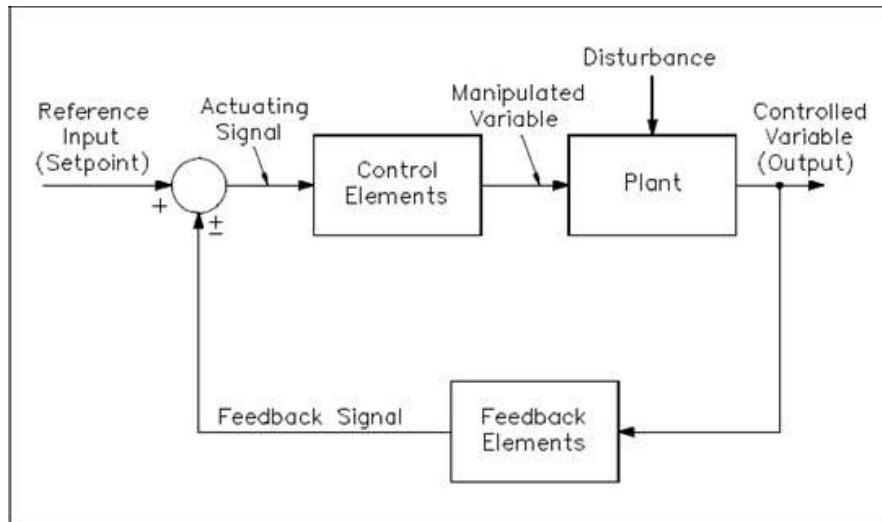 Disturbance
Reference
Input
(Setpoint)
Actuating
Signal
Manipulated
Variable
Controlled
Variable
(Output)
Control
Elements
Plant
+
±
Feedback Signal
Feedback
Elements